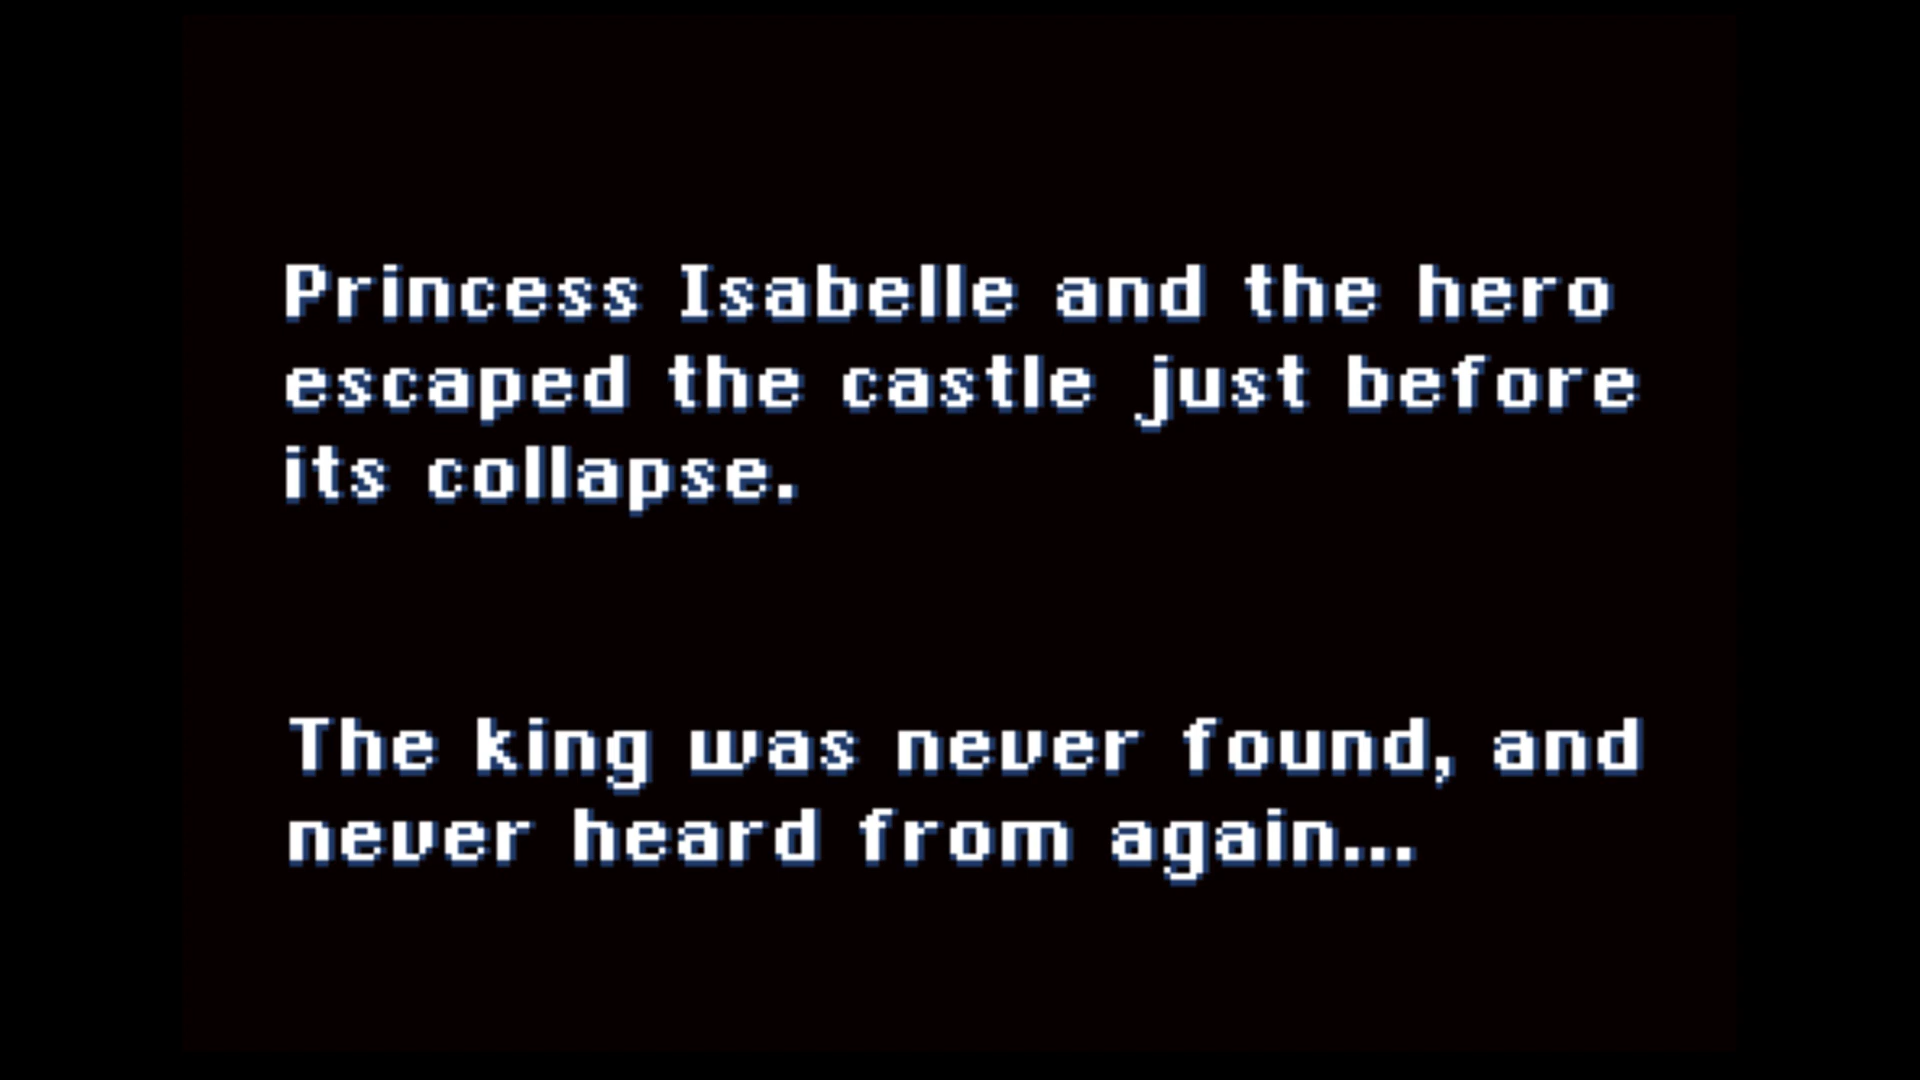 Princess Isabelle and the hero
escaped the castle just before
its collapse.
The king was never found, and
never heard from again...